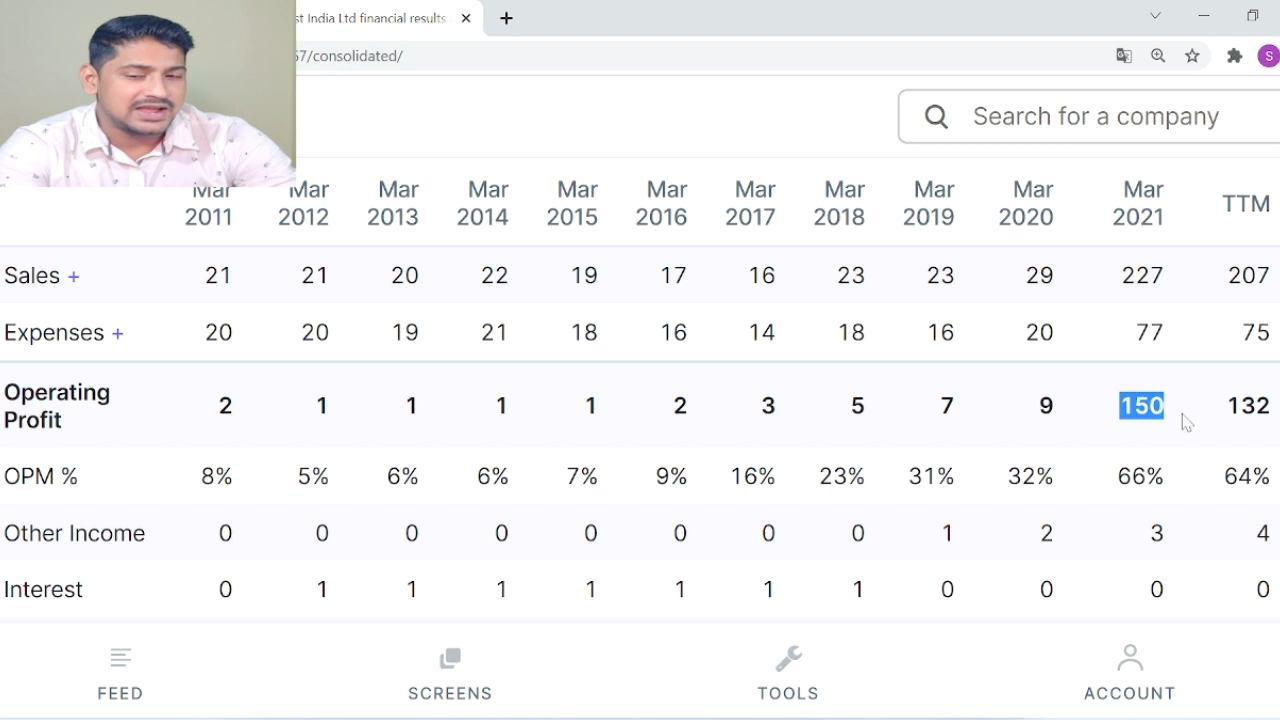 st India Ltd financial results
57/consolidated/
S
Search for a company
Mar 2011 Mar 2012 Mar 2013 Mar 2014 Mar 2015 Mar 2016 Mar 2017 Mar 2018 Mar 2019 Mar 2020 Mar 2021 TTM
Sales + 21 21 20 22 19 17 16 23 23 29 227 207
Expenses + 20 20 19 21 18 16 14 18 16 20 77 75
Operating Profit 2 1 1 1 1 2 3 5 7 9 150 132
OPM % 8% 5% 6% 6% 7% 9% 16% 23% 31% 32% 66% 64%
Other Income 0 0 0 0 0 0 0 0 1 2 3 4
Interest 0 1 1 1 1 1 1 1 0 0 0 0
FEED SCREENS TOOLS ACCOUNT